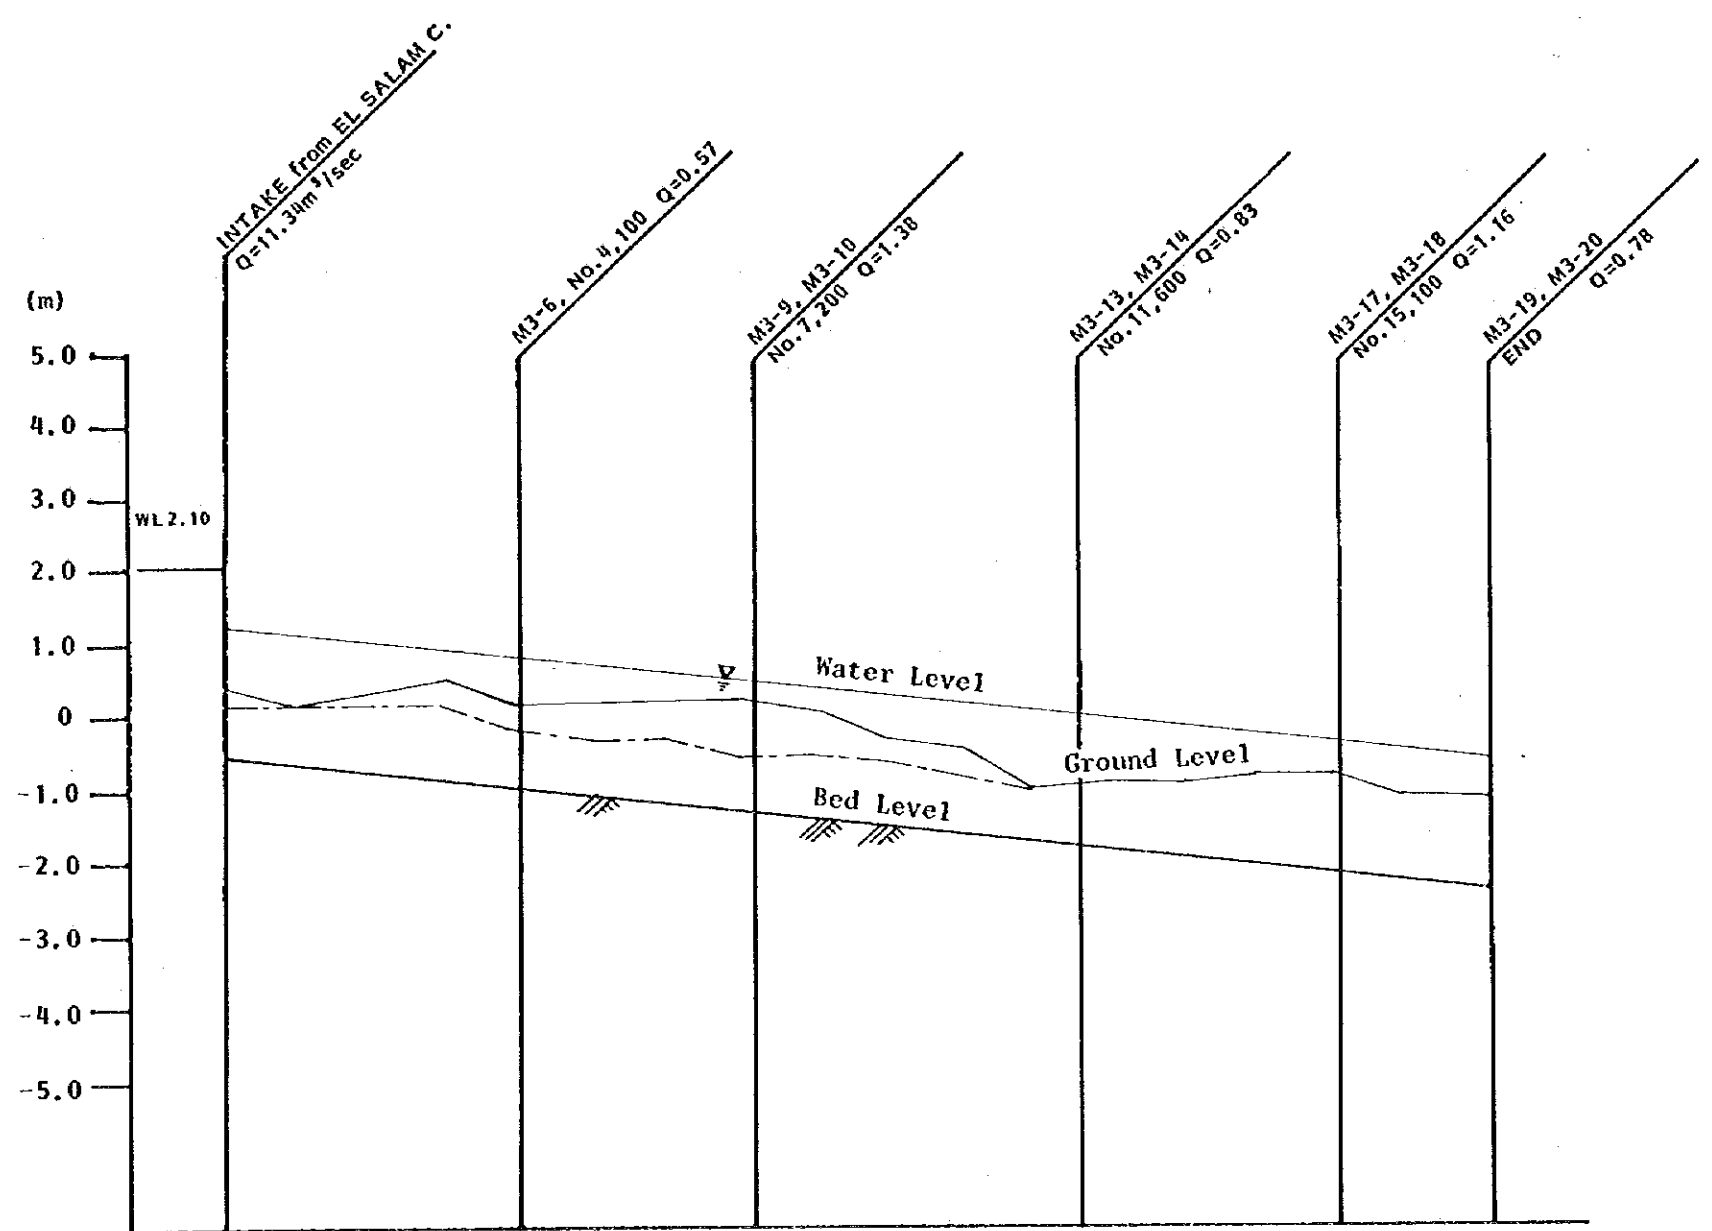 INTAKE from EL SALAM C.
Q=11.34m³/sec
M3-6, No.4,100 Q=0.57
M3-9, M3-10
No.7,200 Q=1.38
M3-13, M3-14
No.11,600 Q=0.83
M3-17, M3-18
No.15,100 Q=1.16
M3-19, M3-20
Q=0.78
END
(m)
5.0
4.0
3.0
WL2.10
2.0
1.0
0
-1.0
-2.0
-3.0
-4.0
-5.0
Water Level
Ground Level
Bed Level